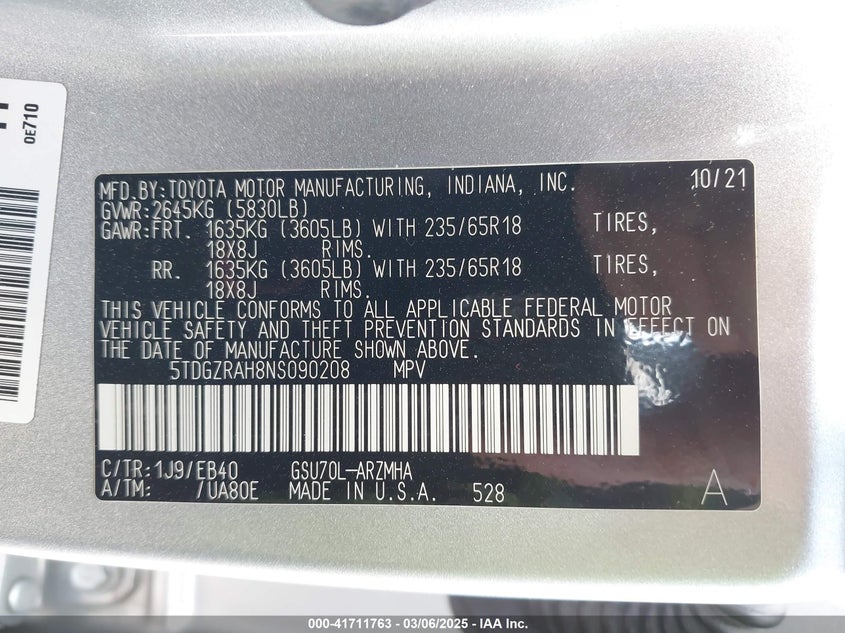 0E710
MFD.BY:TOYOTA MOTOR MANUFACTURING, INDIANA, INC. 10/21
GVWR:2645KG (5830LB)
GAWR:FRT. 1635KG (3605LB) WITH 235/65R18 TIRES,
18X8J RIMS.
RR. 1635KG (3605LB) WITH 235/65R18 TIRES,
18X8J RIMS.
THIS VEHICLE CONFORMS TO ALL APPLICABLE FEDERAL MOTOR
VEHICLE SAFETY AND THEFT PREVENTION STANDARDS IN EFFECT ON
THE DATE OF MANUFACTURE SHOWN ABOVE.
5TDGZRAH8NS090208 MPV
C/TR:1J9/EB40 GSU70L-ARZMHA
A/TM: /UA80E MADE IN U.S.A. 528 A
000-41711763 - 03/06/2025 - IAA Inc.